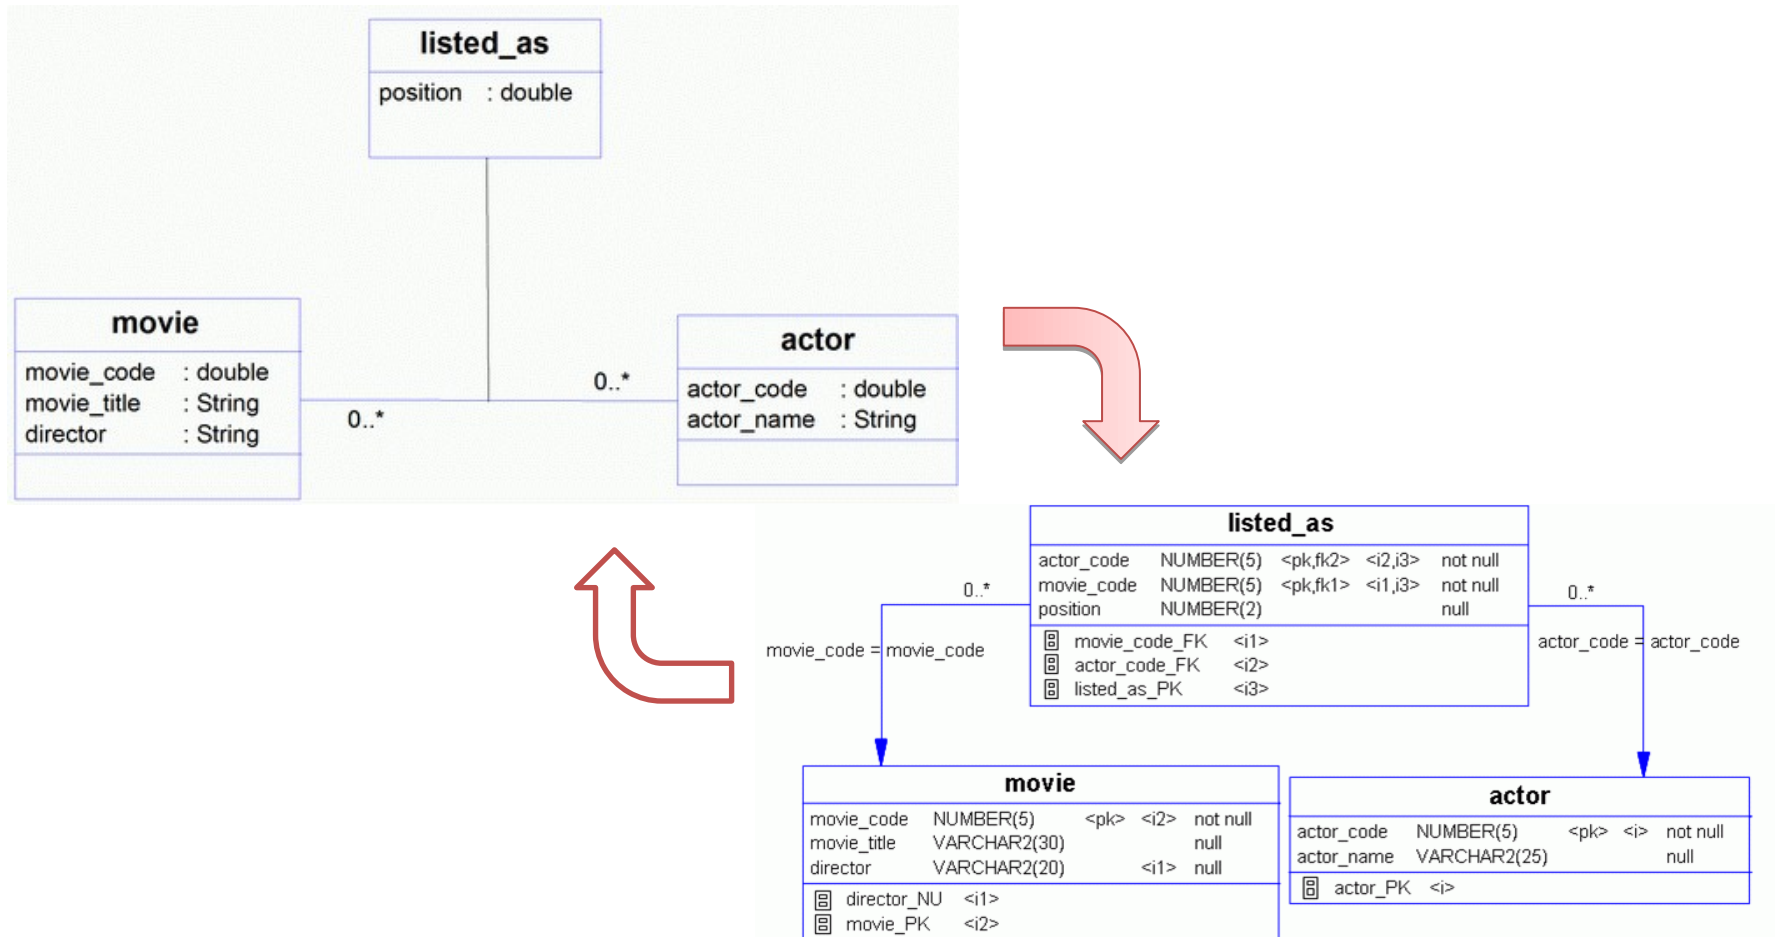 listed_as
position : double
movie
movie_code : double
movie_title : String
director : String
0..*
0..*
actor
actor_code : double
actor_name : String
listed_as
actor_code NUMBER(5) <pk,fk2> <i2,i3> not null
movie_code NUMBER(5) <pk,fk1> <i1,i3> not null
position NUMBER(2) null
movie_code_FK <i1>
actor_code_FK <i2>
listed_as_PK <i3>
0..*
movie_code = movie_code
0..*
actor_code = actor_code
movie
movie_code NUMBER(5) <pk> <i2> not null
movie_title VARCHAR2(30) null
director VARCHAR2(20) <i1> null
director_NU <i1>
movie_PK <i2>
actor
actor_code NUMBER(5) <pk> <i> not null
actor_name VARCHAR2(25) null
actor_PK <i>